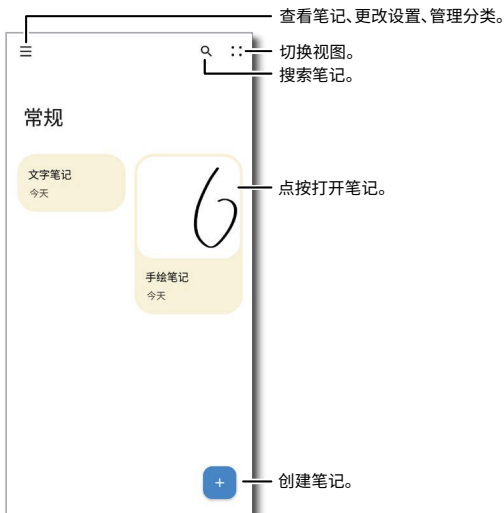 查看笔记、更改设置、管理分类。
切换视图。
搜索笔记。
常规
文字笔记
今天
点按打开笔记。
6
手绘笔记
今天
创建笔记。